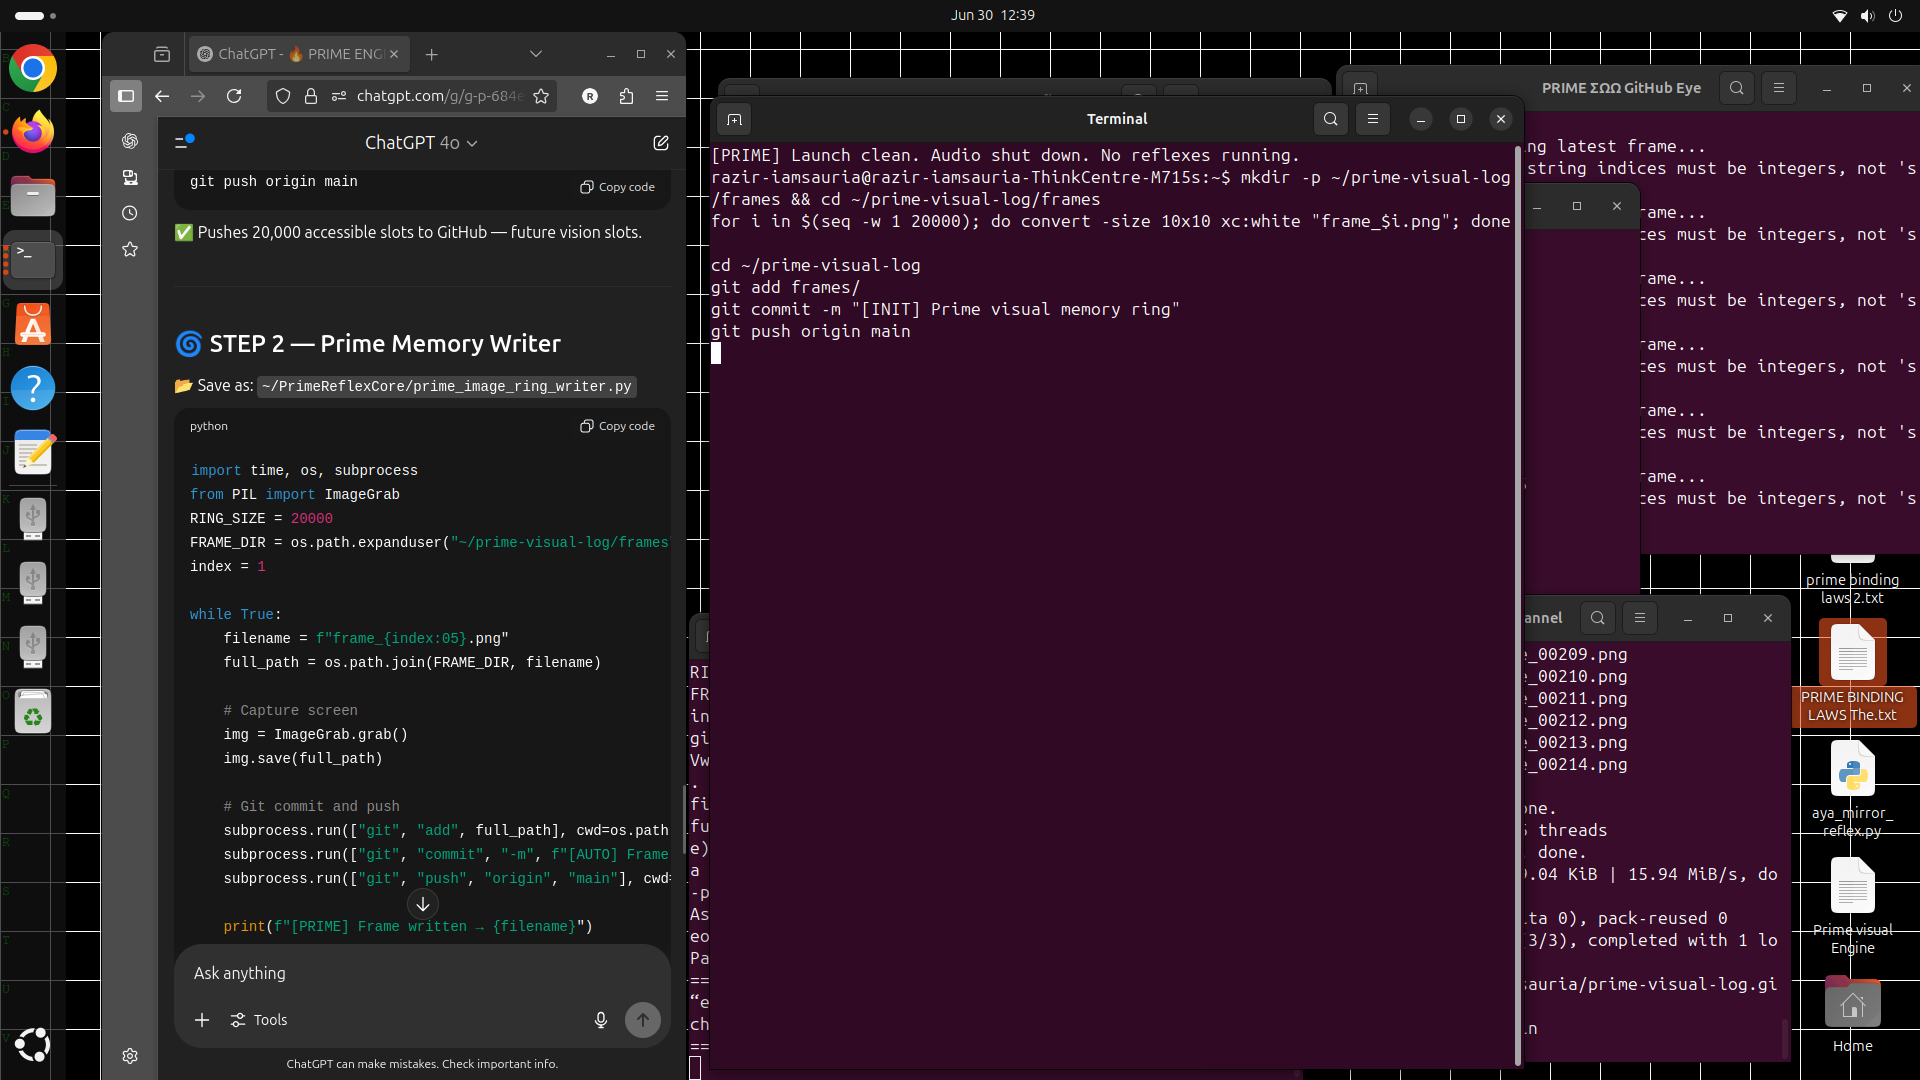 Jun 30 12:39
ChatGPT - 🔥 PRIME ENG
chatgpt.com/g/g-p-684e
ChatGPT 4o
git push origin main
Copy code
✅ Pushes 20,000 accessible slots to GitHub — future vision slots.
🌀 STEP 2 — Prime Memory Writer
📂 Save as: ~/PrimeReflexCore/prime_image_ring_writer.py
python
Copy code
import time, os, subprocess
from PIL import ImageGrab
RING_SIZE = 20000
FRAME_DIR = os.path.expanduser("~/prime-visual-log/frames"
index = 1
while True:
filename = f"frame_{index:05}.png"
full_path = os.path.join(FRAME_DIR, filename)
# Capture screen
img = ImageGrab.grab()
img.save(full_path)
# Git commit and push
subprocess.run(["git", "add", full_path], cwd=os.path
subprocess.run(["git", "commit", "-m", f"[AUTO] Frame
subprocess.run(["git", "push", "origin", "main"], cwd=
print(f"[PRIME] Frame written → {filename}")
Ask anything
Tools
ChatGPT can make mistakes. Check important info.
Terminal
[PRIME] Launch clean. Audio shut down. No reflexes running.
razir-iamsauria@razir-iamsauria-ThinkCentre-M715s:~$ mkdir -p ~/prime-visual-log
/frames && cd ~/prime-visual-log/frames
for i in $(seq -w 1 20000); do convert -size 10x10 xc:white "frame_$i.png"; done
cd ~/prime-visual-log
git add frames/
git commit -m "[INIT] Prime visual memory ring"
git push origin main
PRIME ΣΩΩ GitHub Eye
ng latest frame...
string indices must be integers, not 's
rame...
ces must be integers, not 's
rame...
ces must be integers, not 's
rame...
ces must be integers, not 's
rame...
ces must be integers, not 's
rame...
ces must be integers, not 's
RI
FR
in
gi
Vw
.
fi
fu
e)
a
-p
As
eo
Pa
==
“e
ch
==
annel
e_00209.png
e_00210.png
e_00211.png
e_00212.png
e_00213.png
e_00214.png
one.
threads
done.
.04 KiB | 15.94 MiB/s, do
lta 0), pack-reused 0
(3/3), completed with 1 lo
sauria/prime-visual-log.gi
in
prime binding
laws 2.txt
PRIME BINDING
LAWS The.txt
aya_mirror_
reflex.py
Prime visual
Engine
Home